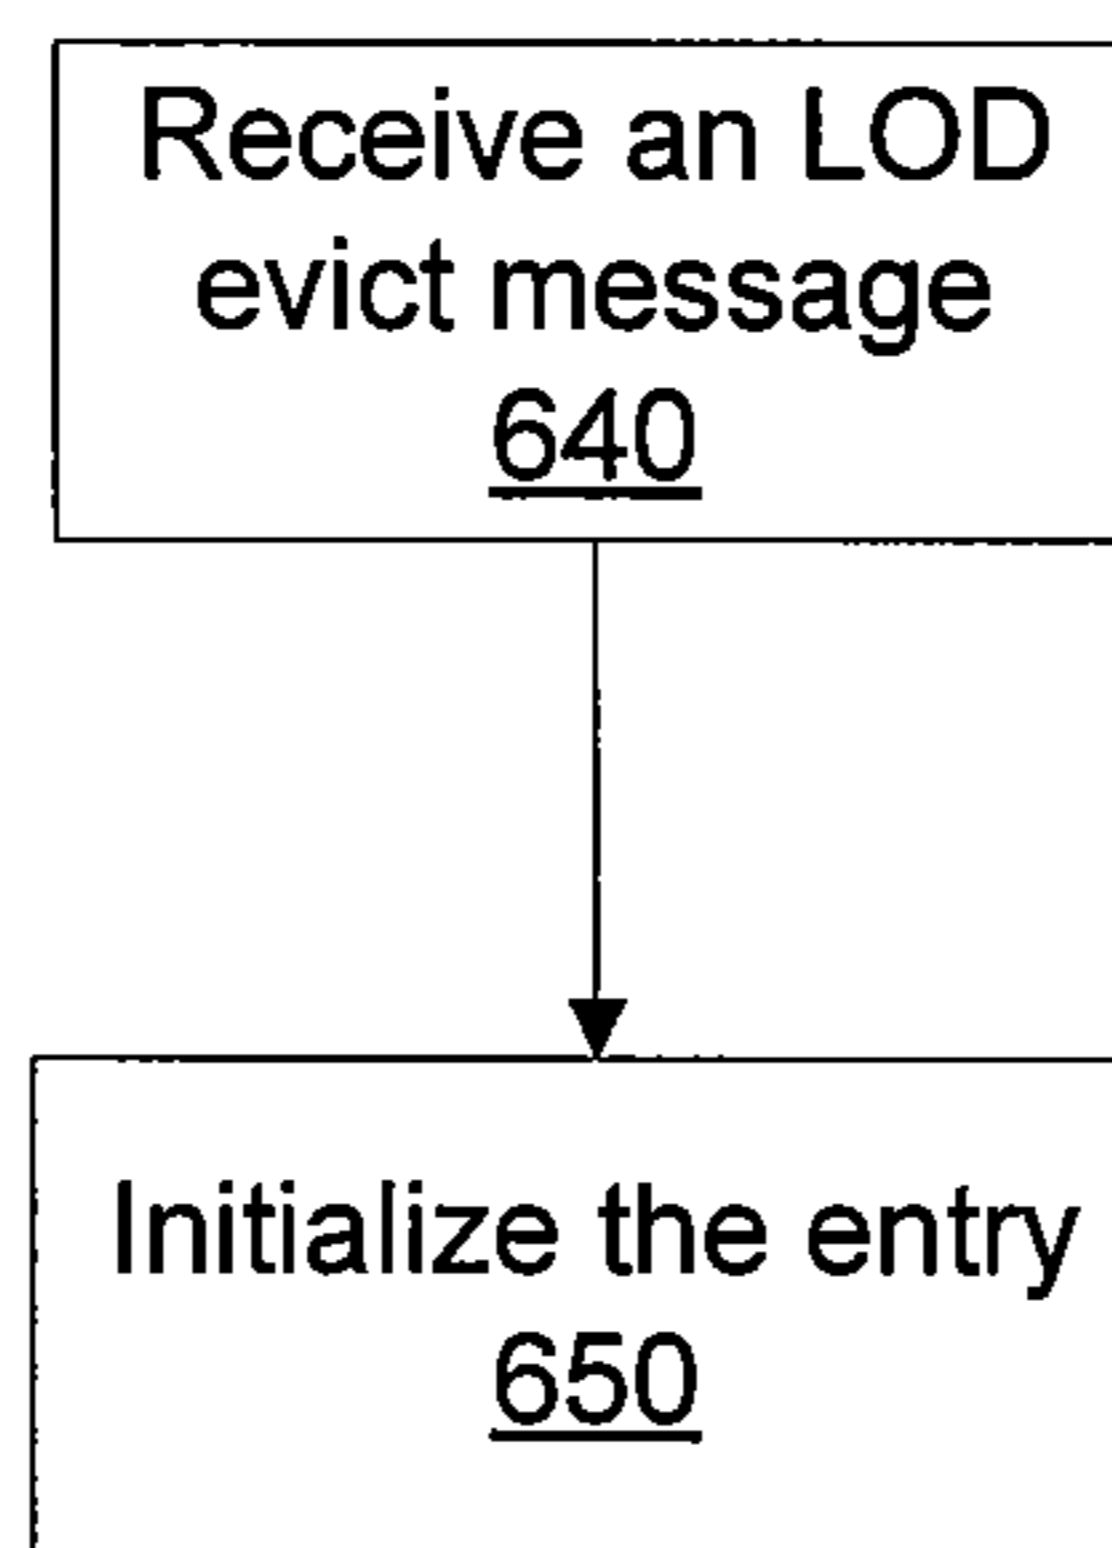 Receive an LOD
evict message
640
Initialize the entry
650